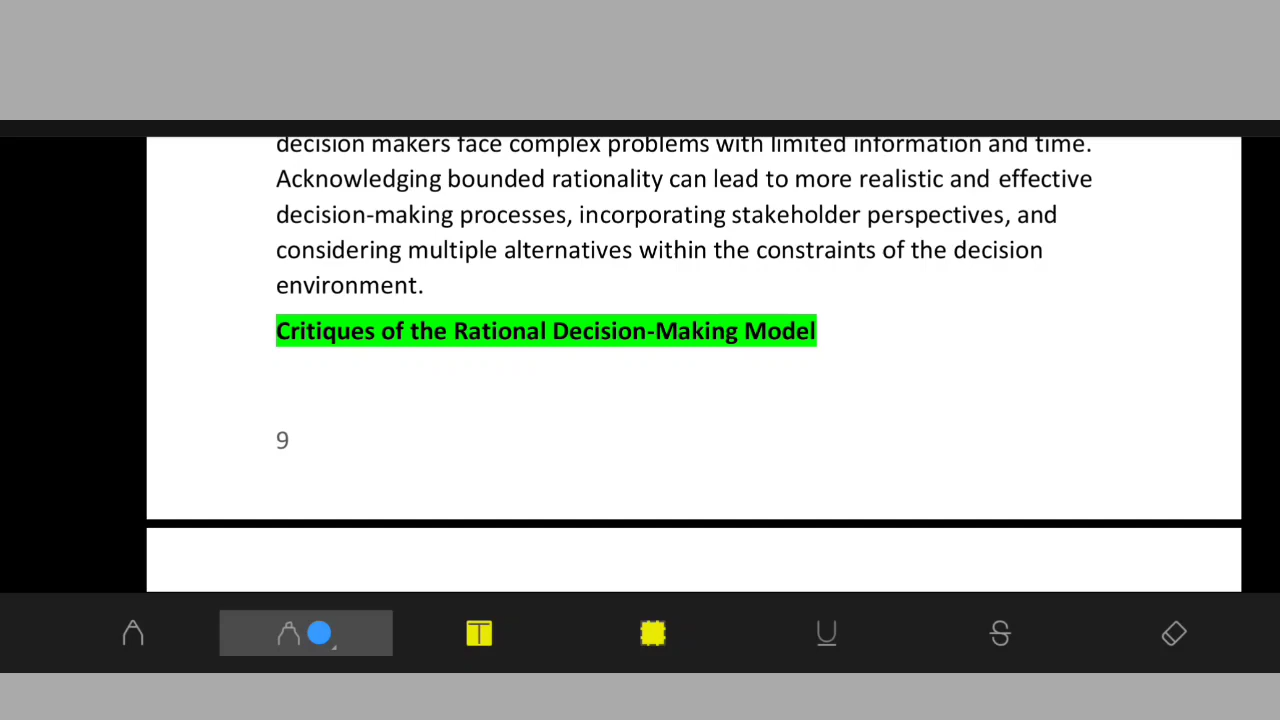 decision makers face complex problems with limited information and time.
Acknowledging bounded rationality can lead to more realistic and effective
decision-making processes, incorporating stakeholder perspectives, and
considering multiple alternatives within the constraints of the decision
environment.
Critiques of the Rational Decision-Making Model
9
T
U
S